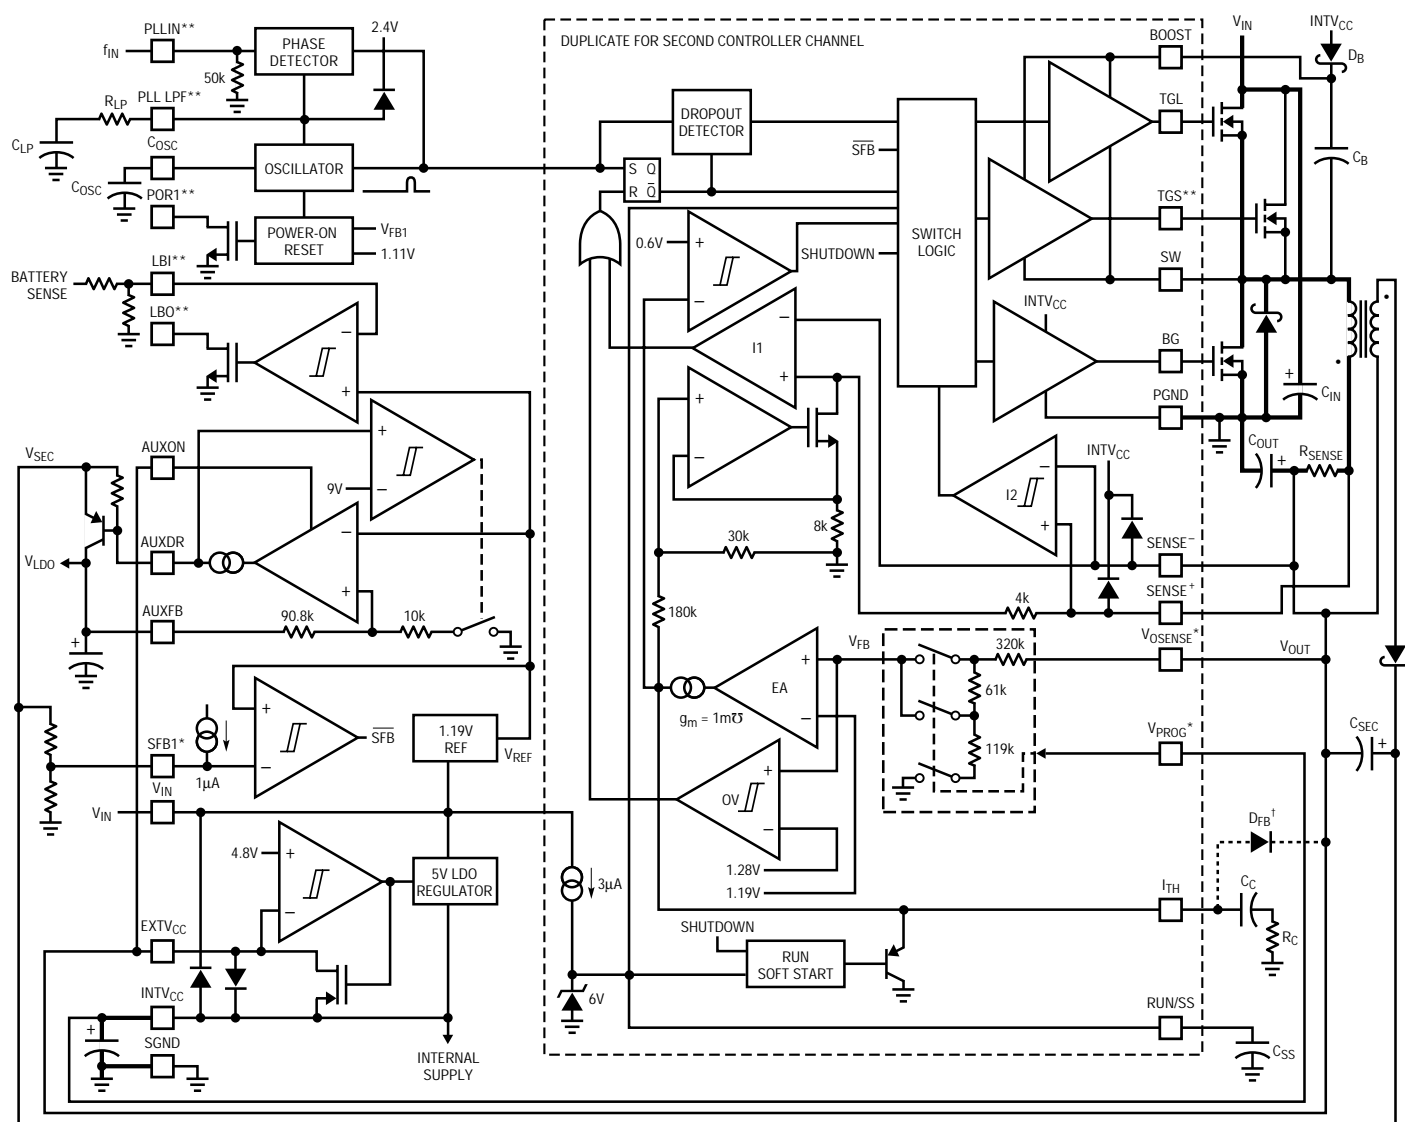 PLLIN**
f_IN
50k
PHASE
DETECTOR
2.4V
R_LP
PLL LPF**
C_LP
C_OSC
C_OSC
OSCILLATOR
POR1**
POWER-ON
RESET
V_FB1
1.11V
BATTERY
SENSE
LBI**
LBO**
−
+
V_SEC
AUXON
+
9V
−
AUXDR
V_LDO
−
+
AUXFB
90.8k
10k
+
SFB1*
1µA
+
−
SFB
1.19V
REF
V_REF
V_IN
V_IN
4.8V
+
−
5V LDO
REGULATOR
EXTV_CC
INTV_CC
+
SGND
INTERNAL
SUPPLY
DUPLICATE FOR SECOND CONTROLLER CHANNEL
DROPOUT
DETECTOR
SFB
S Q
R Q
0.6V
+
−
SHUTDOWN
SWITCH
LOGIC
−
I1
+
+
−
8k
30k
180k
INTV_CC
INTV_CC
−
I2
+
4k
V_FB
+
EA
−
g_m = 1m℧
320k
61k
119k
+
OV
−
1.28V
1.19V
3µA
6V
SHUTDOWN
RUN
SOFT START
BOOST
TGL
TGS**
SW
BG
PGND
SENSE−
SENSE+
V_OSENSE*
V_PROG*
I_TH
RUN/SS
V_IN
INTV_CC
D_B
C_B
+
C_IN
C_OUT
+
R_SENSE
V_OUT
C_SEC
+
D_FB†
C_C
R_C
C_SS